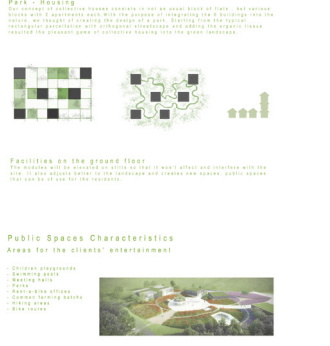 Park - Housing
Our concept of collective houses consists in not an usual block of flats , but various
blocks with 2 apartments each.With the purpose of integrating the 6 buildings into the
nature, we thought of creating the design of a park. Starting from the typical
rectangular parcellation with orthogonal streetscape and adding the organic tissue
resulted the pleasant game of collective housing into the green landscape.
Facilities on the ground floor
The modules will be elevated on stilts so that it won't affect and interfere with the
site. It also adjusts better to the landscape and creates new spaces, public spaces
that can be of use for the residents.
Public Spaces Characteristics
Areas for the clients' entertainment
- Children playgrounds
- Swimming pools
- Meeting halls
- Parks
- Rent-a-bike offices
- Common farming batchs
- Hiking areas
- Bike routes